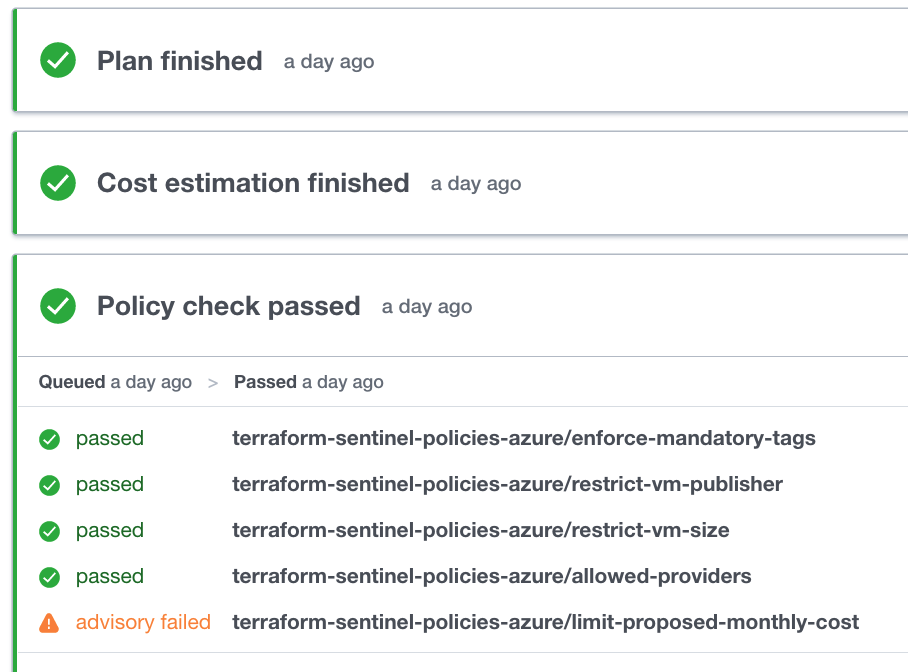 Plan finished a day ago
Cost estimation finished a day ago
Policy check passed a day ago
Queued a day ago > Passed a day ago
passed terraform-sentinel-policies-azure/enforce-mandatory-tags
passed terraform-sentinel-policies-azure/restrict-vm-publisher
passed terraform-sentinel-policies-azure/restrict-vm-size
passed terraform-sentinel-policies-azure/allowed-providers
advisory failed terraform-sentinel-policies-azure/limit-proposed-monthly-cost